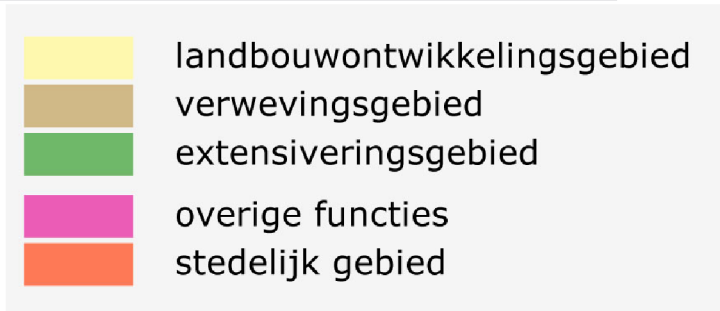 landbouwontwikkelingsgebied
verwevingsgebied
extensiveringsgebied
overige functies
stedelijk gebied